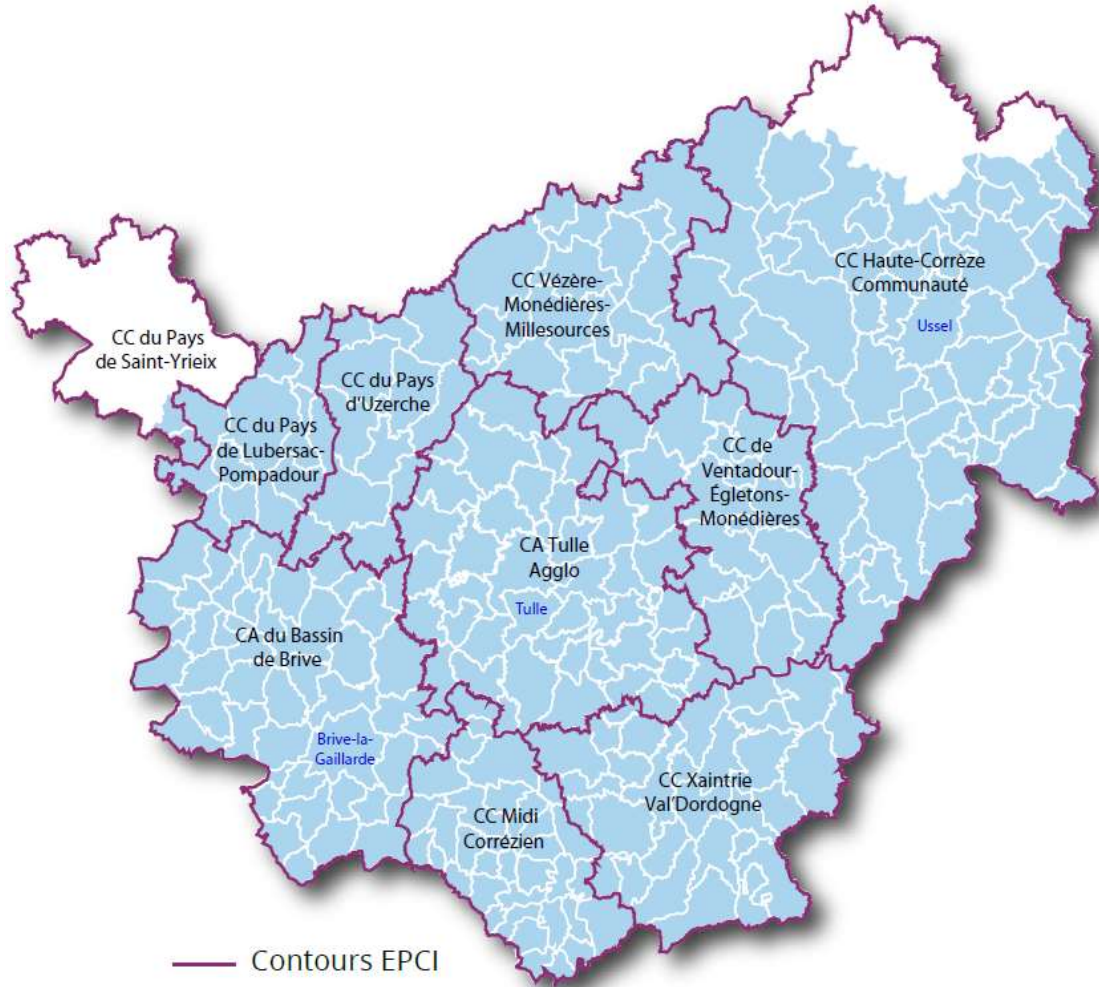 CC Haute-Corrèze
Communauté
Ussel
CC Vézère-
Monédières-
Millesources
CC du Pays
de Saint-Yrieix
CC du Pays
d'Uzerche
CC du Pays
de Lubersac-
Pompadour
CC de
Ventadour-
Égletons-
Monédières
CA Tulle
Agglo
Tulle
CA du Bassin
de Brive
Brive-la-
Gaillarde
CC Xaintrie
Val'Dordogne
CC Midi
Corrézien
Contours EPCI